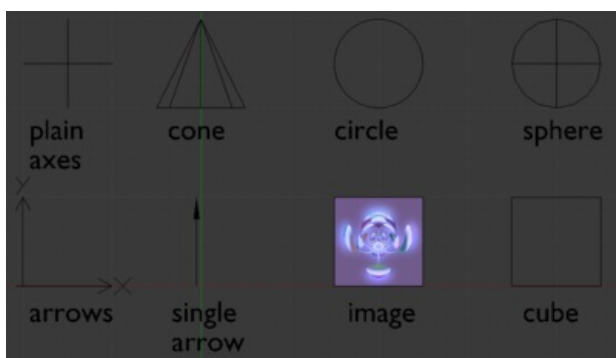 plain
axes
cone
circle
sphere
Y
X
arrows
single
arrow
image
cube